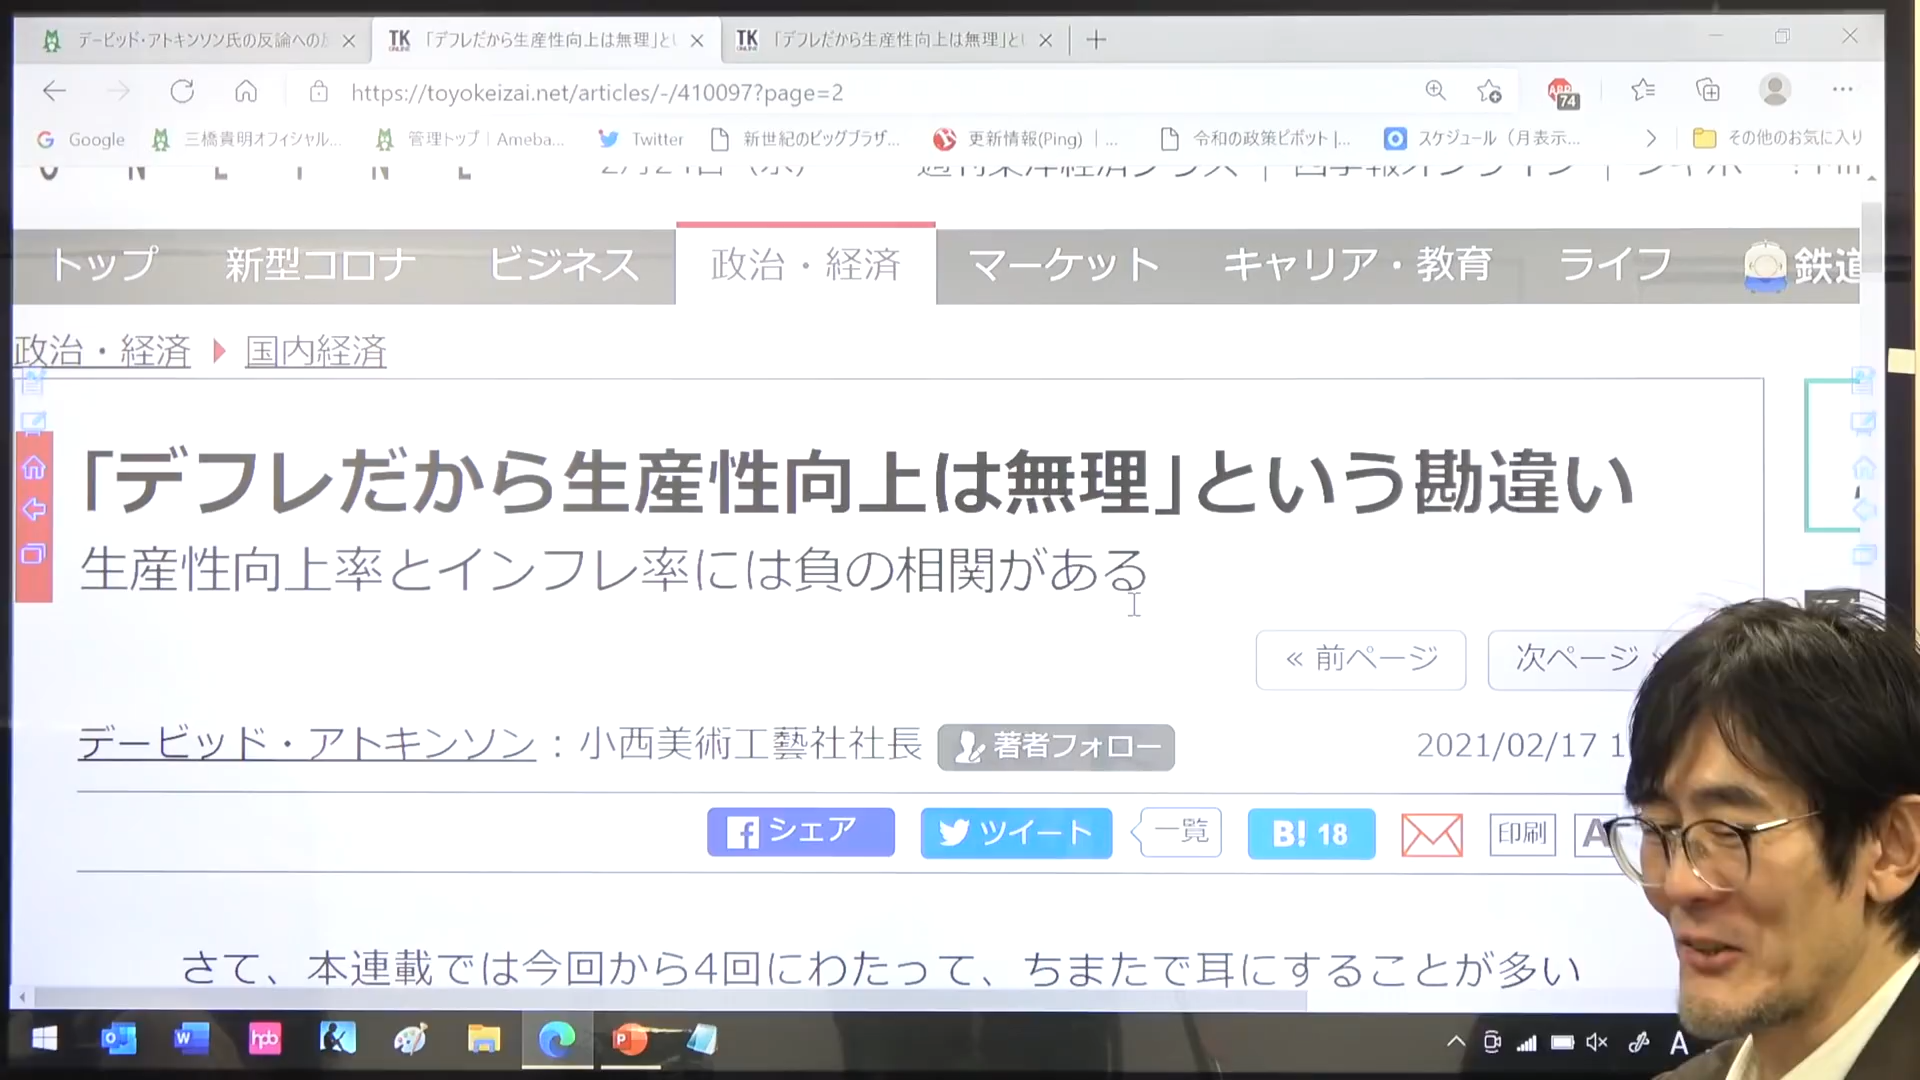 デービッド・アトキンソン氏の反論への
「デフレだから生産性向上は無理」とい
「デフレだから生産性向上は無理」とい
https://toyokeizai.net/articles/-/410097?page=2
74
Google
三橋貴明オフィシャル...
管理トップ | Ameba...
Twitter
新世紀のビッグブラザ...
更新情報(Ping) | ...
令和の政策ピボット |...
スケジュール（月表示...
その他のお気に入り
トップ
新型コロナ
ビジネス
政治・経済
マーケット
キャリア・教育
ライフ
鉄道
政治・経済
国内経済
「デフレだから生産性向上は無理」という勘違い
生産性向上率とインフレ率には負の相関がある
« 前ページ
次ページ
デービッド・アトキンソン：小西美術工藝社社長
著者フォロー
2021/02/17 1
シェア
ツイート
一覧
B! 18
印刷
A
さて、本連載では今回から4回にわたって、ちまたで耳にすることが多い
hpb
A